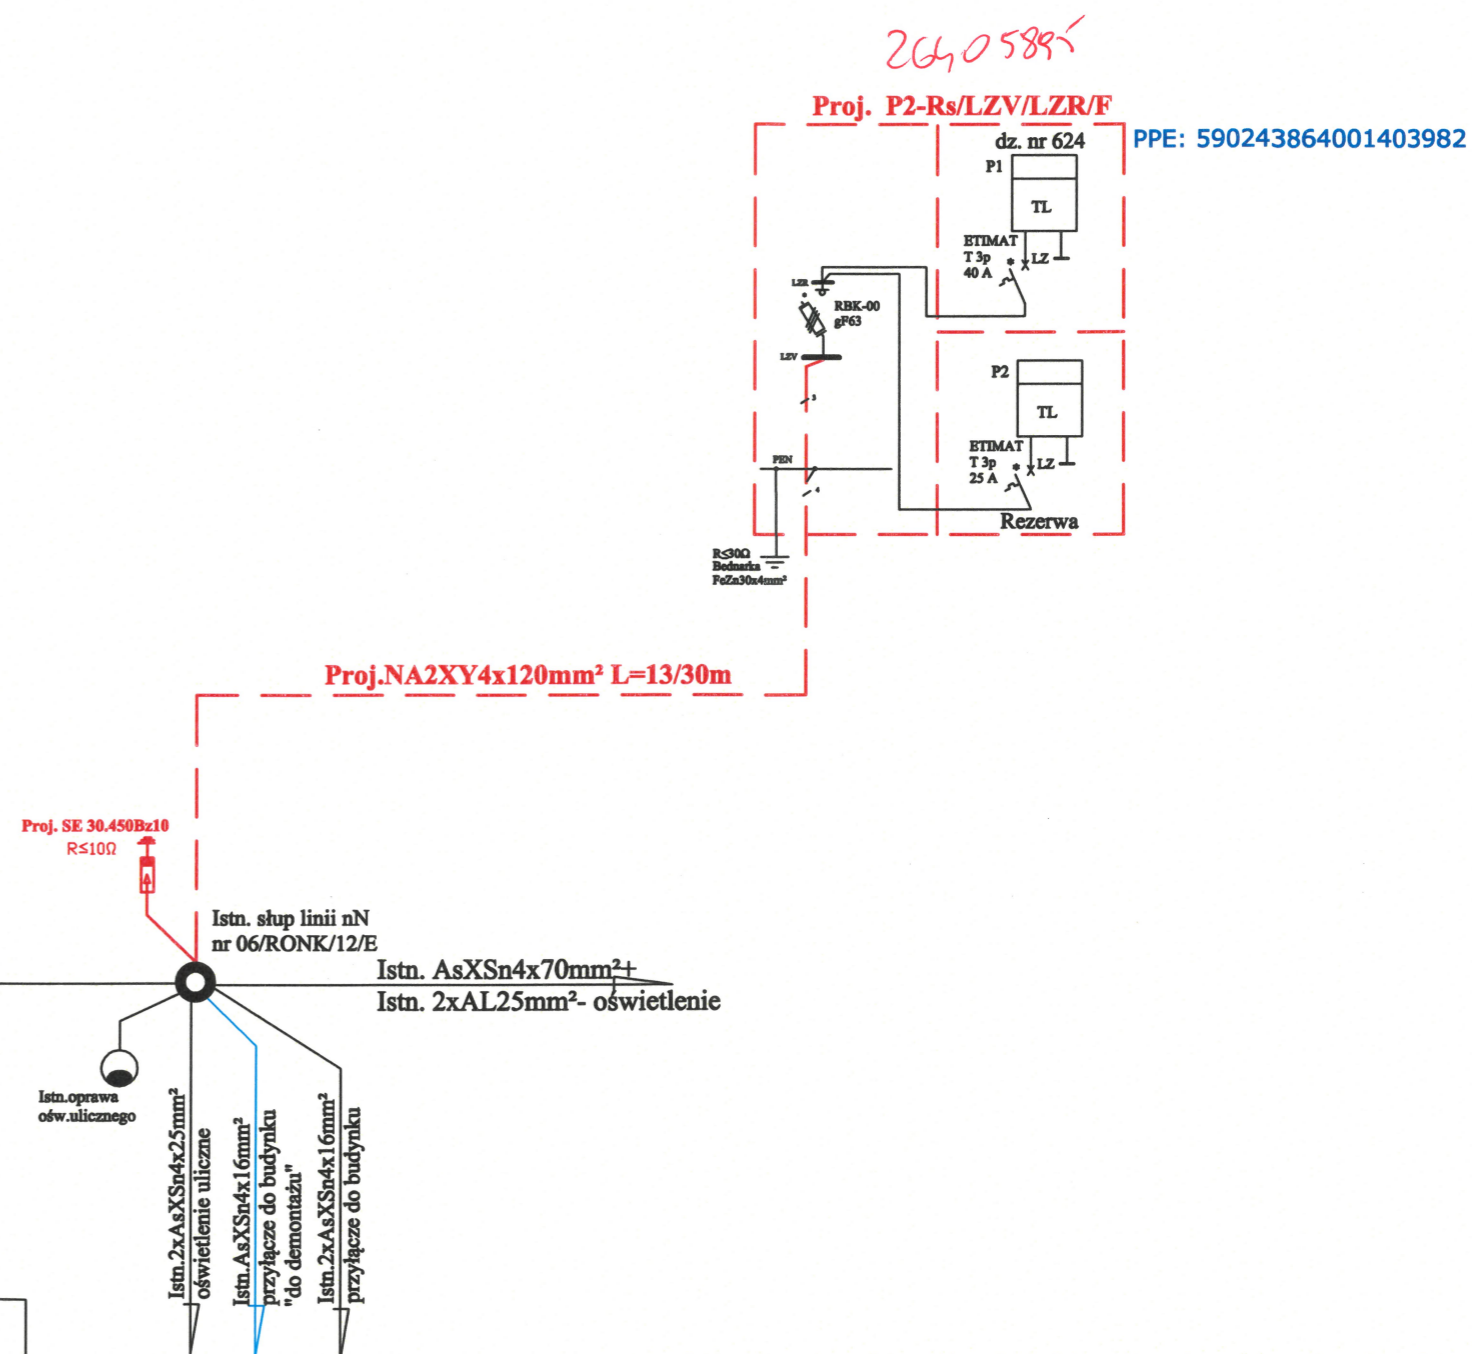 26405895
Proj. P2-Rs/LZV/LZR/F
PPE: 590243864001403982
dz. nr 624
P1
TL
ETIMAT
T 3p
40 A
* LZ
LZR
RBK-00
gF63
LZV
3
P2
TL
ETIMAT
T 3p
25 A
* LZ
Rezerwa
PEN
4
R≤30Ω
Bednarka
FeZn30x4mm²
Proj.NA2XY4x120mm² L=13/30m
Proj. SE 30.450Bz10
R≤10Ω
Istn. słup linii nN
nr 06/RONK/12/E
Istn. AsXSn4x70mm²+
Istn. 2xAL25mm²- oświetlenie
Istn.oprawa
ośw.ulicznego
Istn.2xAsXSn4x25mm²
oświetlenie uliczne
Istn.AsXSn4x16mm²
przyłącze do budynku
"do demontażu"
Istn.2xAsXSn4x16mm²
przyłącze do budynku